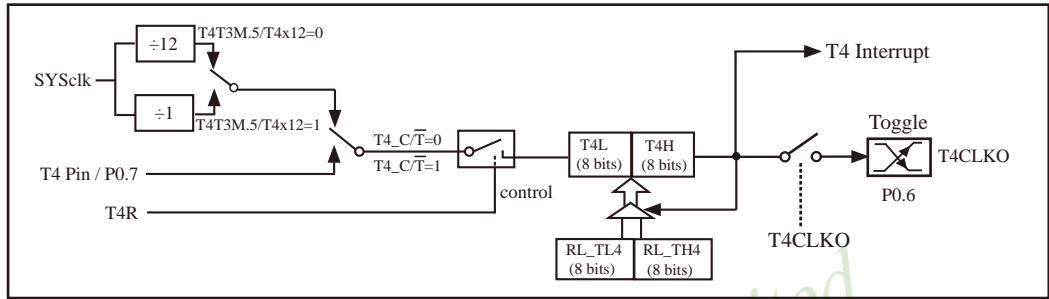 T4T3M.5/T4x12=0
÷12
SYSclk
÷1
T4T3M.5/T4x12=1
T4_C/T̅=0
T4_C/T̅=1
T4 Pin / P0.7
T4R
control
T4L
(8 bits)
T4H
(8 bits)
RL_TL4
(8 bits)
RL_TH4
(8 bits)
T4 Interrupt
Toggle
T4CLKO
P0.6
T4CLKO